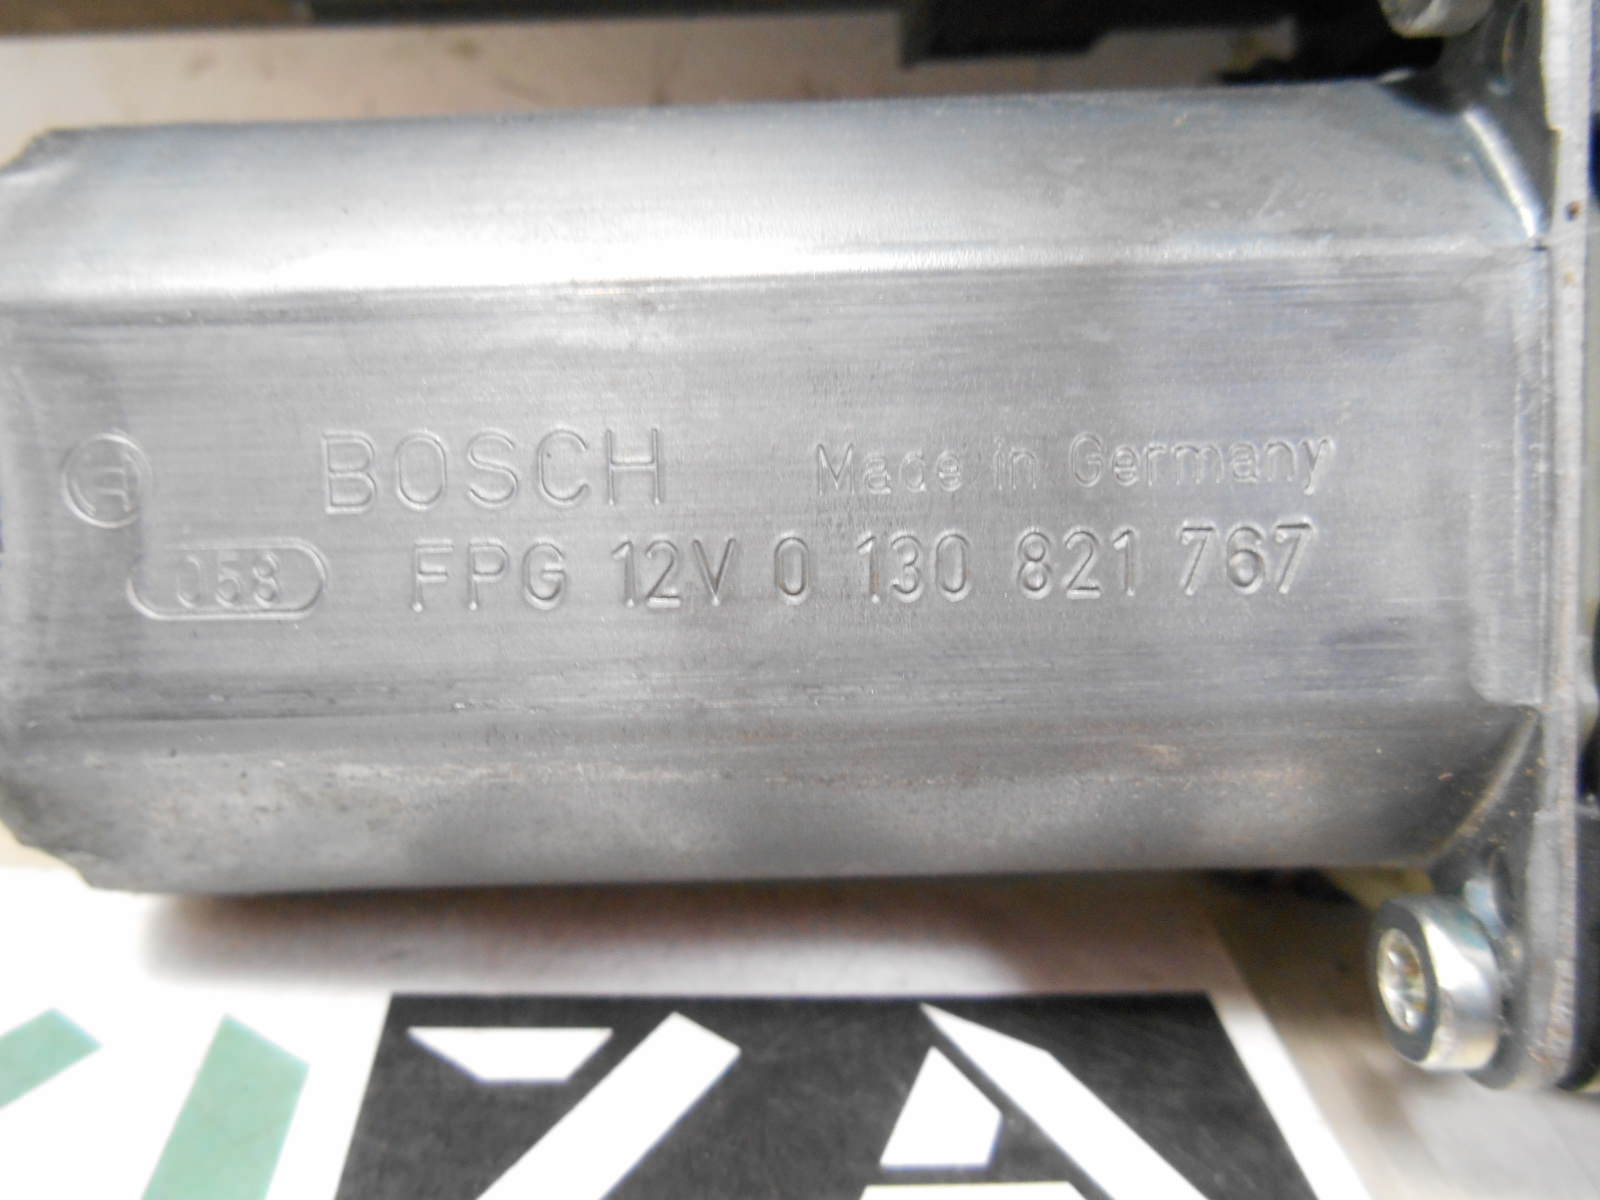 BOSCH Made in Germany
058 FPG 12V 0 130 821 767